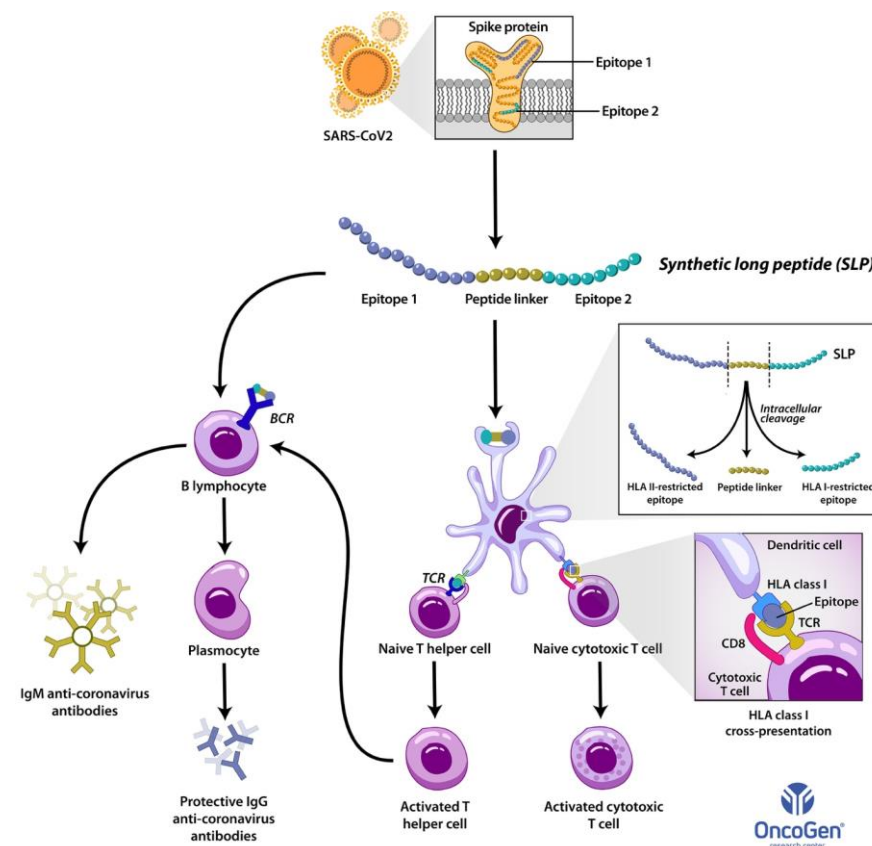 Spike protein
Epitope 1
Epitope 2
SARS-CoV2
Synthetic long peptide (SLP)
Epitope 1
Peptide linker
Epitope 2
SLP
Intracellular
cleavage
HLA II-restricted
epitope
Peptide linker
HLA I-restricted
epitope
BCR
B lymphocyte
TCR
Dendritic cell
HLA class I
Epitope
TCR
CD8
Cytotoxic
T cell
HLA class I
cross-presentation
Naive T helper cell
Naive cytotoxic T cell
Plasmocyte
IgM anti-coronavirus
antibodies
Protective IgG
anti-coronavirus
antibodies
Activated T
helper cell
Activated cytotoxic
T cell
OncoGen®
research center